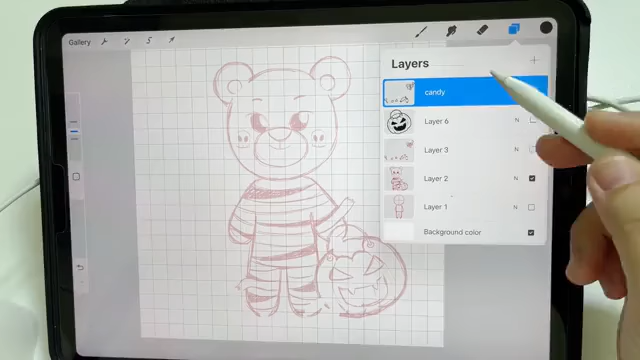 Gallery
Layers
candy
Layer 6 N
Layer 3 N
Layer 2 N
Layer 1 N
Background color